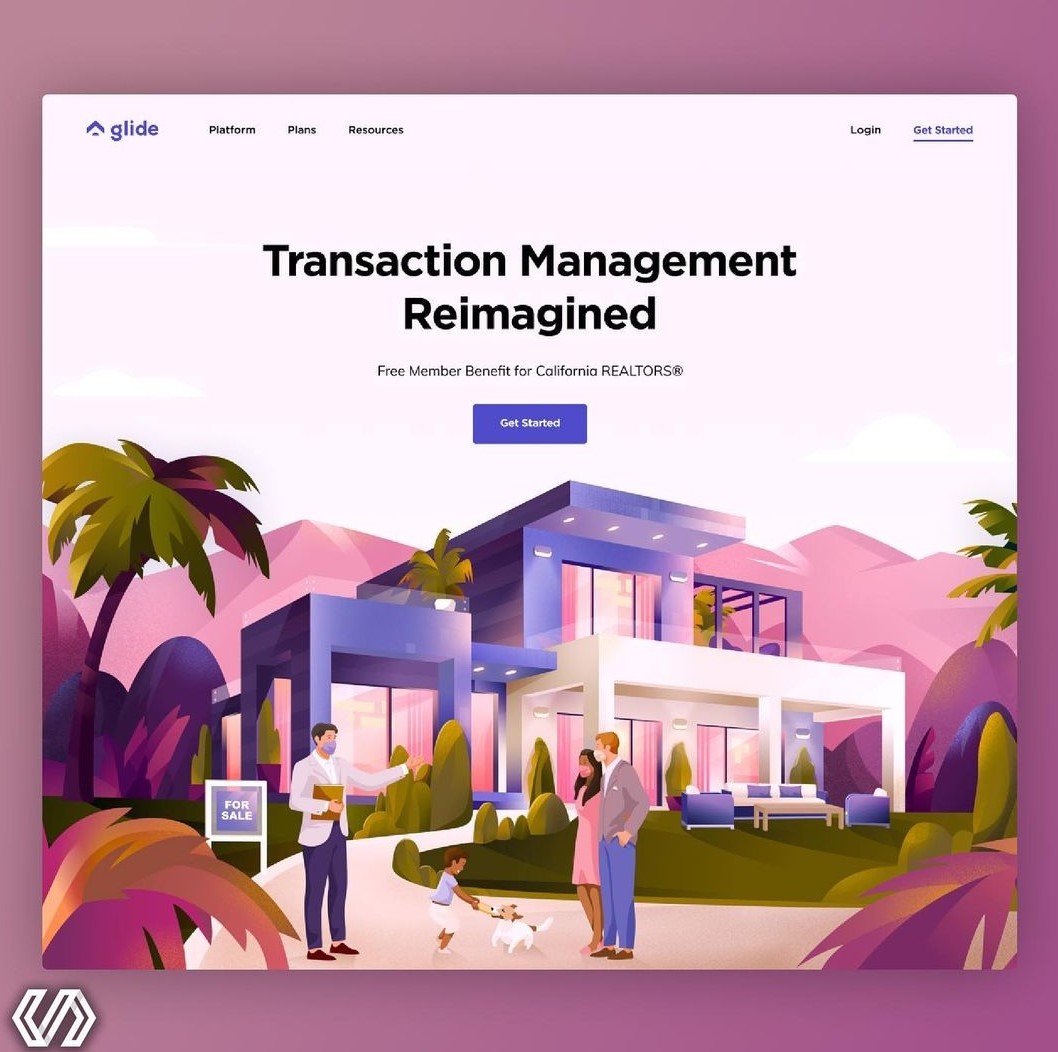 glide
Platform
Plans
Resources
Login
Get Started
Transaction Management
Reimagined
Free Member Benefit for California REALTORS®
Get Started
FOR
SALE